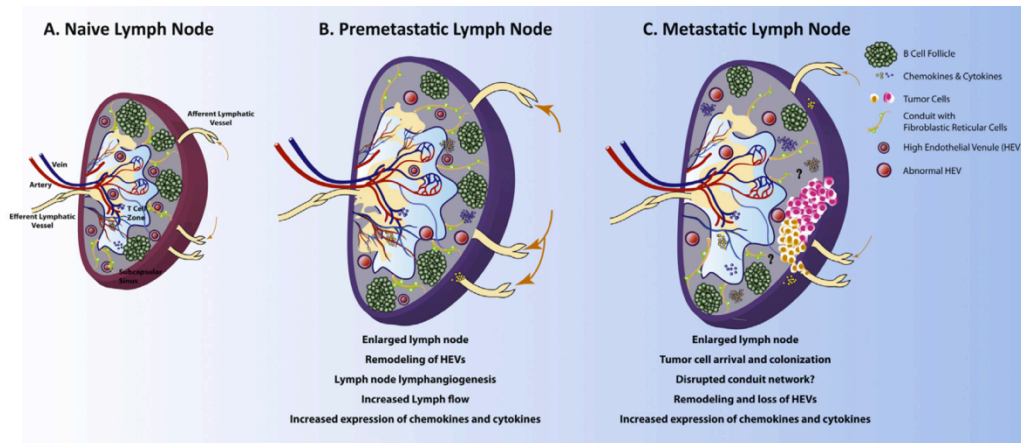 A. Naive Lymph Node
B. Premetastatic Lymph Node
C. Metastatic Lymph Node
Afferent Lymphatic
Vessel
Vein
Artery
Efferent Lymphatic
Vessel
T Cell
Zone
Subcapsular
Sinus
B Cell Follicle
Chemokines & Cytokines
Tumor Cells
Conduit with
Fibroblastic Reticular Cells
High Endothelial Venule (HEV
Abnormal HEV
?
?
Enlarged lymph node
Remodeling of HEVs
Lymph node lymphangiogenesis
Increased Lymph flow
Increased expression of chemokines and cytokines
Enlarged lymph node
Tumor cell arrival and colonization
Disrupted conduit network?
Remodeling and loss of HEVs
Increased expression of chemokines and cytokines